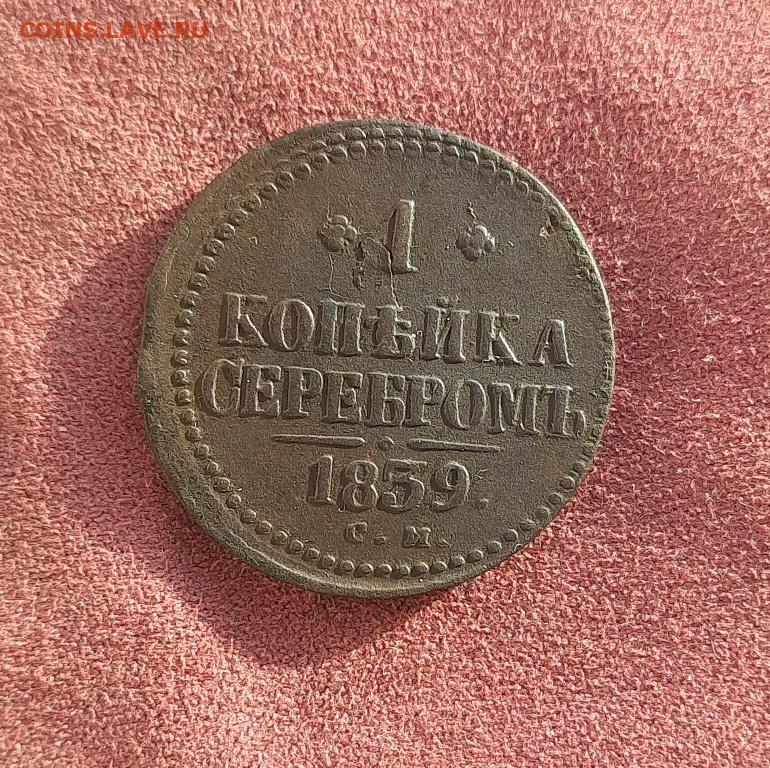 COINS.LAVE.RU
1
КОПѢЙКА
СЕРЕБРОМЪ
1839.
С. М.